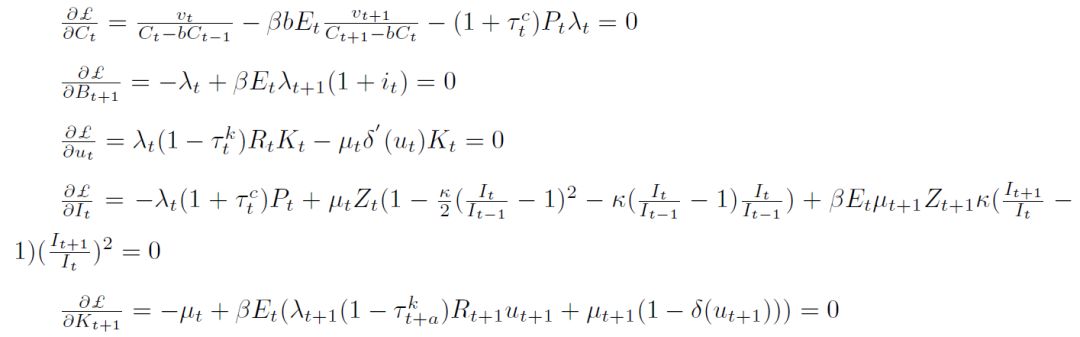 ∂£/∂C_t = v_t/(C_t−bC_{t−1}) − βbE_t v_{t+1}/(C_{t+1}−bC_t) − (1 + τ_t^c)P_tλ_t = 0
∂£/∂B_{t+1} = −λ_t + βE_tλ_{t+1}(1 + i_t) = 0
∂£/∂u_t = λ_t(1 − τ_t^k)R_tK_t − μ_tδ′(u_t)K_t = 0
∂£/∂I_t = −λ_t(1 + τ_t^c)P_t + μ_tZ_t(1 − κ/2(I_t/I_{t−1} − 1)^2 − κ(I_t/I_{t−1} − 1)I_t/I_{t−1}) + βE_tμ_{t+1}Z_{t+1}κ(I_{t+1}/I_t −
1)(I_{t+1}/I_t)^2 = 0
∂£/∂K_{t+1} = −μ_t + βE_t(λ_{t+1}(1 − τ_{t+a}^k)R_{t+1}u_{t+1} + μ_{t+1}(1 − δ(u_{t+1}))) = 0